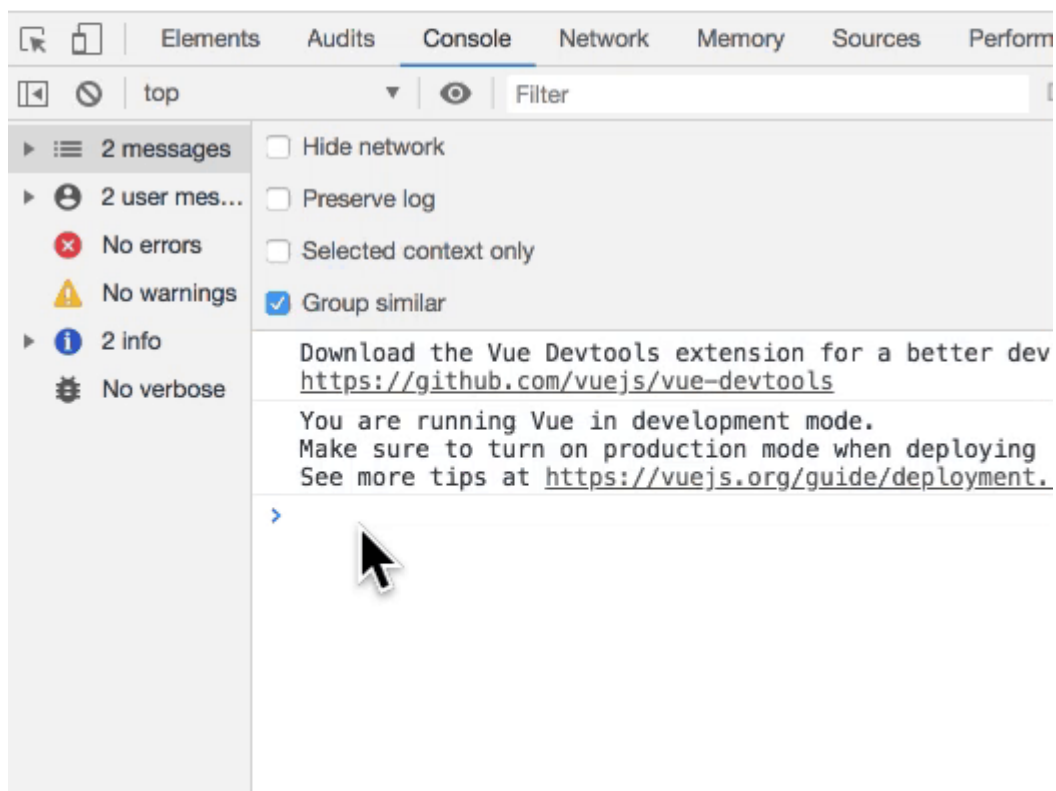 Elements Audits Console Network Memory Sources Perform
top Filter
2 messages
2 user mes...
No errors
No warnings
2 info
No verbose
Hide network
Preserve log
Selected context only
Group similar
Download the Vue Devtools extension for a better dev
https://github.com/vuejs/vue-devtools
You are running Vue in development mode.
Make sure to turn on production mode when deploying
See more tips at https://vuejs.org/guide/deployment.